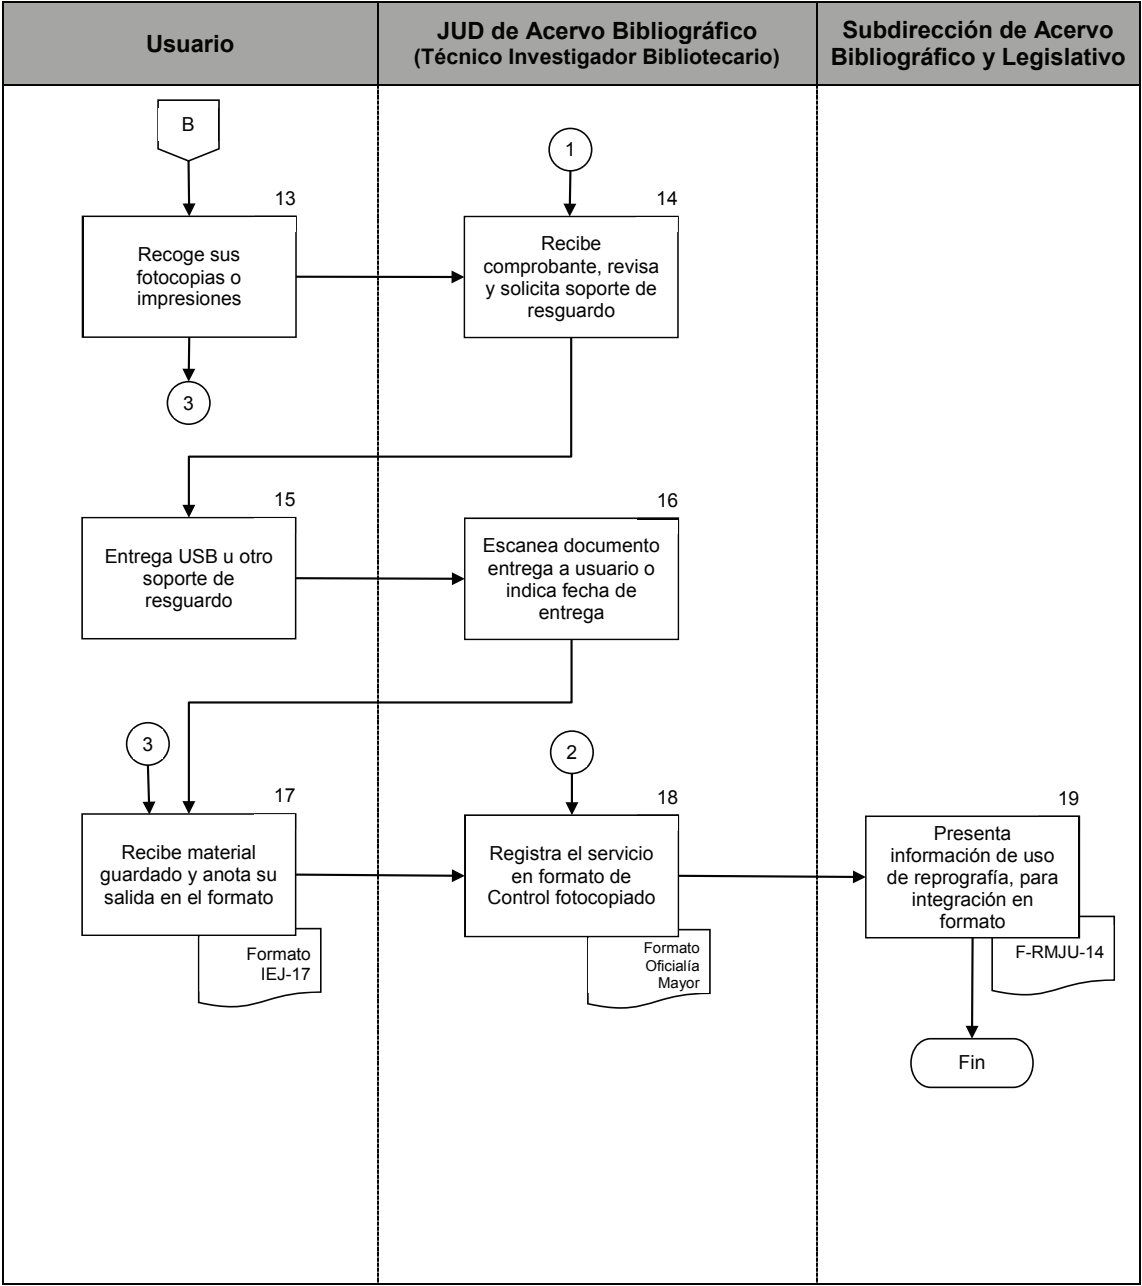 Usuario
JUD de Acervo Bibliográfico
(Técnico Investigador Bibliotecario)
Subdirección de Acervo
Bibliográfico y Legislativo
B
1
13
Recoge sus
fotocopias o
impresiones
14
Recibe
comprobante, revisa
y solicita soporte de
resguardo
3
15
Entrega USB u otro
soporte de
resguardo
16
Escanea documento
entrega a usuario o
indica fecha de
entrega
3
2
17
Recibe material
guardado y anota su
salida en el formato
Formato
IEJ-17
18
Registra el servicio
en formato de
Control fotocopiado
Formato
Oficialía
Mayor
19
Presenta
información de uso
de reprografía, para
integración en
formato
F-RMJU-14
Fin